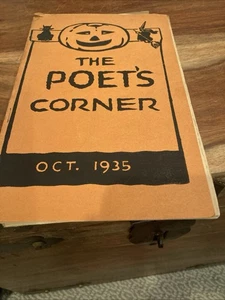 THE
POET'S
CORNER
OCT. 1935